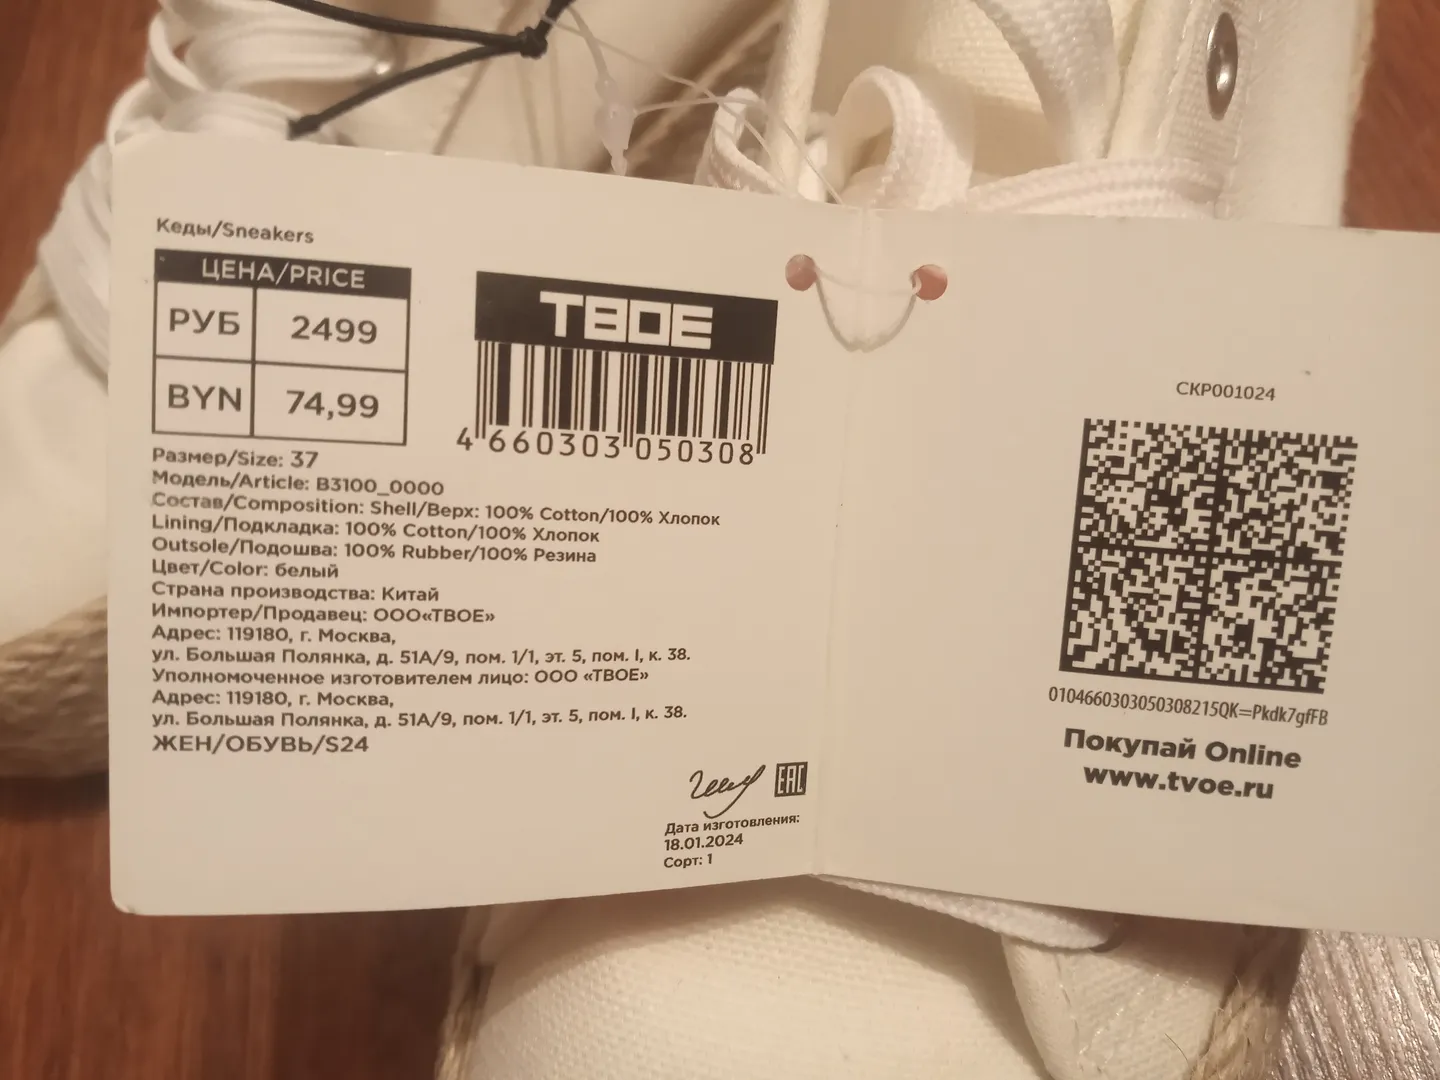 Кеды/Sneakers
ЦЕНА/PRICE
РУБ 2499
BYN 74,99
ТВОЕ
4 660303 050308
Размер/Size: 37
Модель/Article: B3100_0000
Состав/Composition: Shell/Верх: 100% Cotton/100% Хлопок
Lining/Подкладка: 100% Cotton/100% Хлопок
Outsole/Подошва: 100% Rubber/100% Резина
Цвет/Color: белый
Страна производства: Китай
Импортер/Продавец: ООО«ТВОЕ»
Адрес: 119180, г. Москва,
ул. Большая Полянка, д. 51А/9, пом. 1/1, эт. 5, пом. I, к. 38.
Уполномоченное изготовителем лицо: ООО «ТВОЕ»
Адрес: 119180, г. Москва,
ул. Большая Полянка, д. 51А/9, пом. 1/1, эт. 5, пом. I, к. 38.
ЖЕН/ОБУВЬ/S24
EAC
Дата изготовления:
18.01.2024
Сорт: 1
СКР001024
0104660303050308215QK=Pkdk7gfFB
Покупай Online
www.tvoe.ru